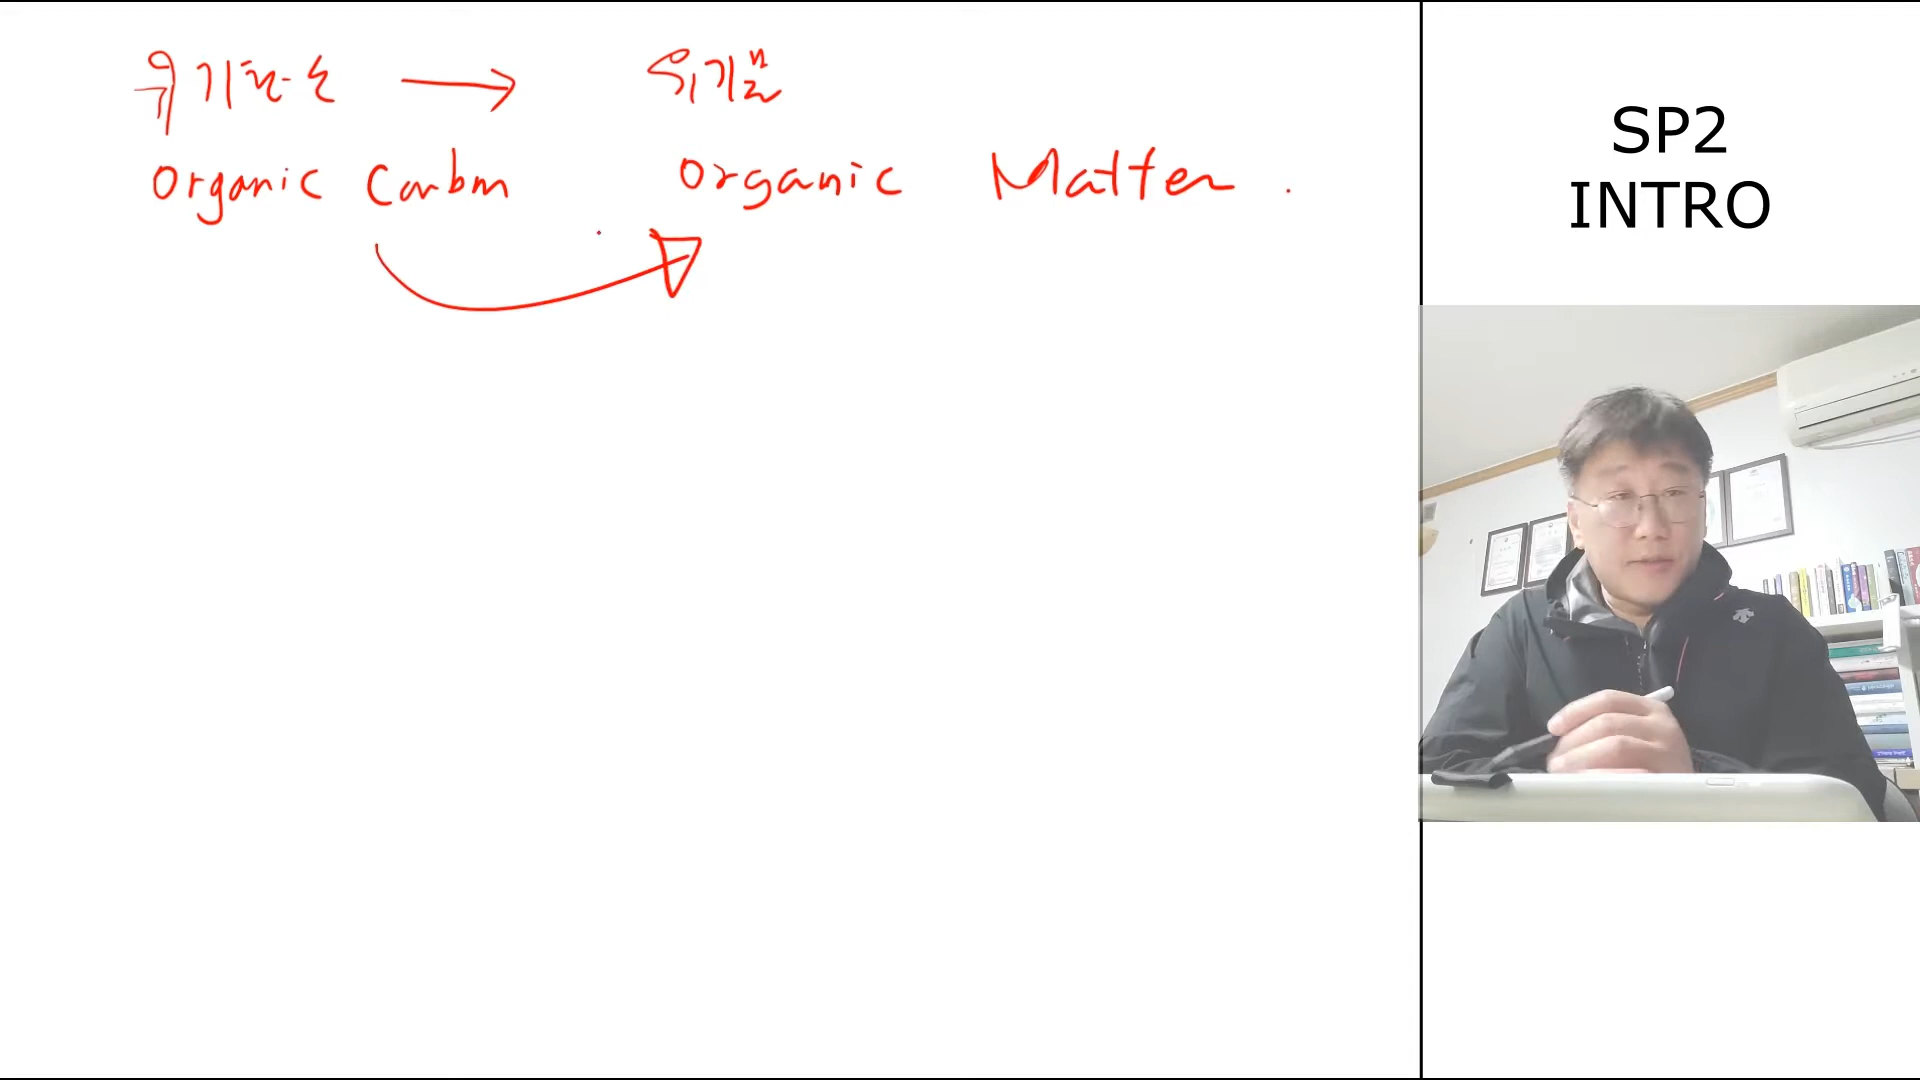 유기탄소 → 유기물
Organic Carbon Organic Matter.
SP2
INTRO